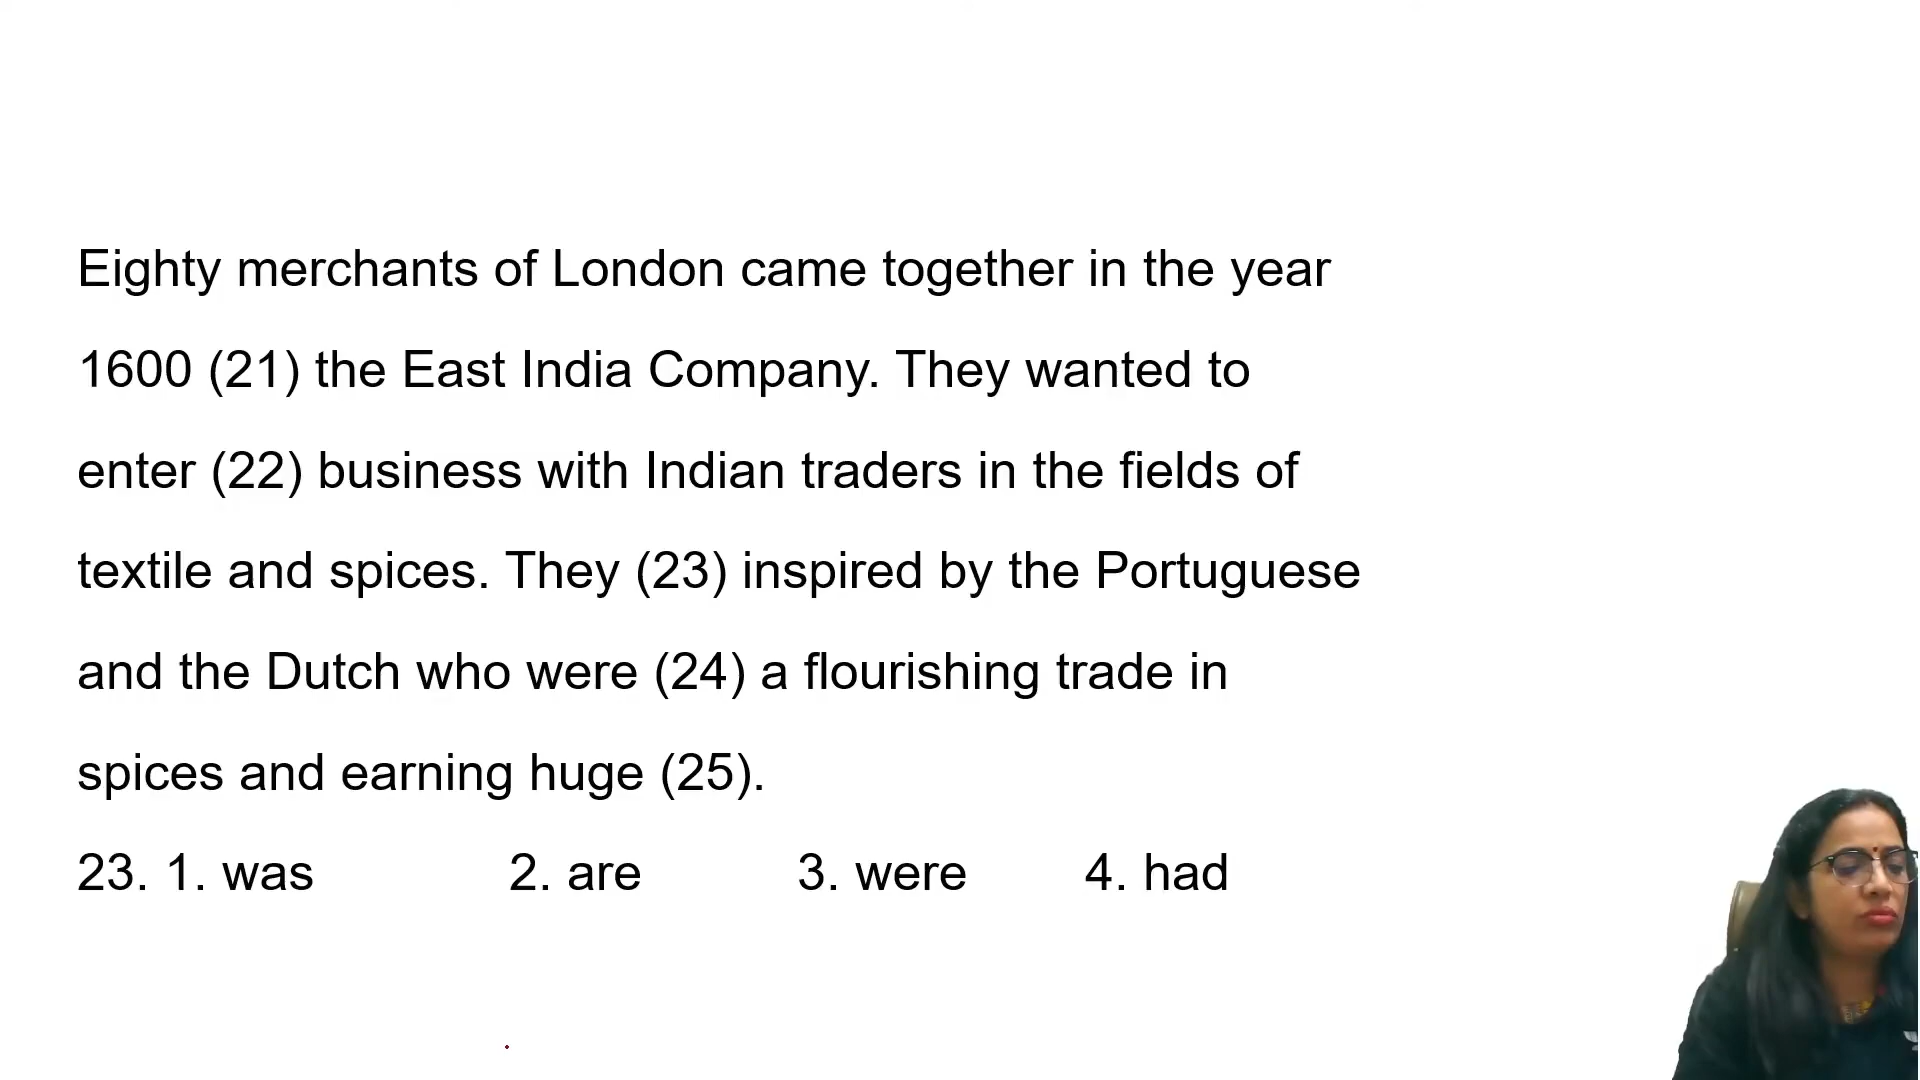 Eighty merchants of London came together in the year
1600 (21) the East India Company. They wanted to
enter (22) business with Indian traders in the fields of
textile and spices. They (23) inspired by the Portuguese
and the Dutch who were (24) a flourishing trade in
spices and earning huge (25).
23. 1. was 2. are 3. were 4. had